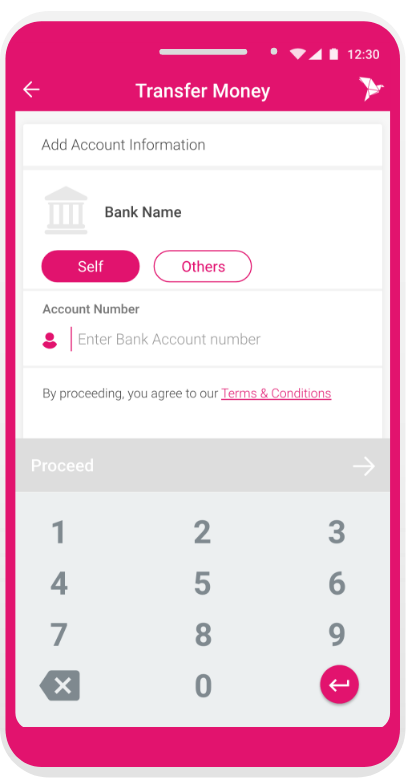 12:30
Transfer Money
Add Account Information
Bank Name
Self Others
Account Number
Enter Bank Account number
By proceeding, you agree to our Terms & Conditions
Proceed
1 2 3
4 5 6
7 8 9
0